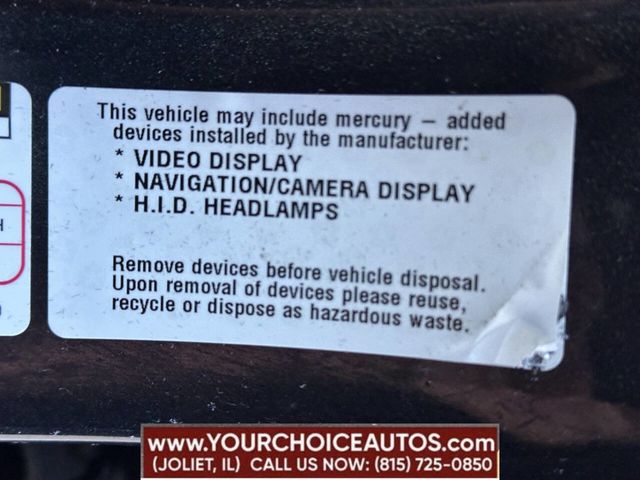 This vehicle may include mercury — added
devices installed by the manufacturer:
* VIDEO DISPLAY
* NAVIGATION/CAMERA DISPLAY
* H.I.D. HEADLAMPS
Remove devices before vehicle disposal.
Upon removal of devices please reuse,
recycle or dispose as hazardous waste.
www.YOURCHOICEAUTOS.com
(JOLIET, IL) CALL US NOW: (815) 725-0850